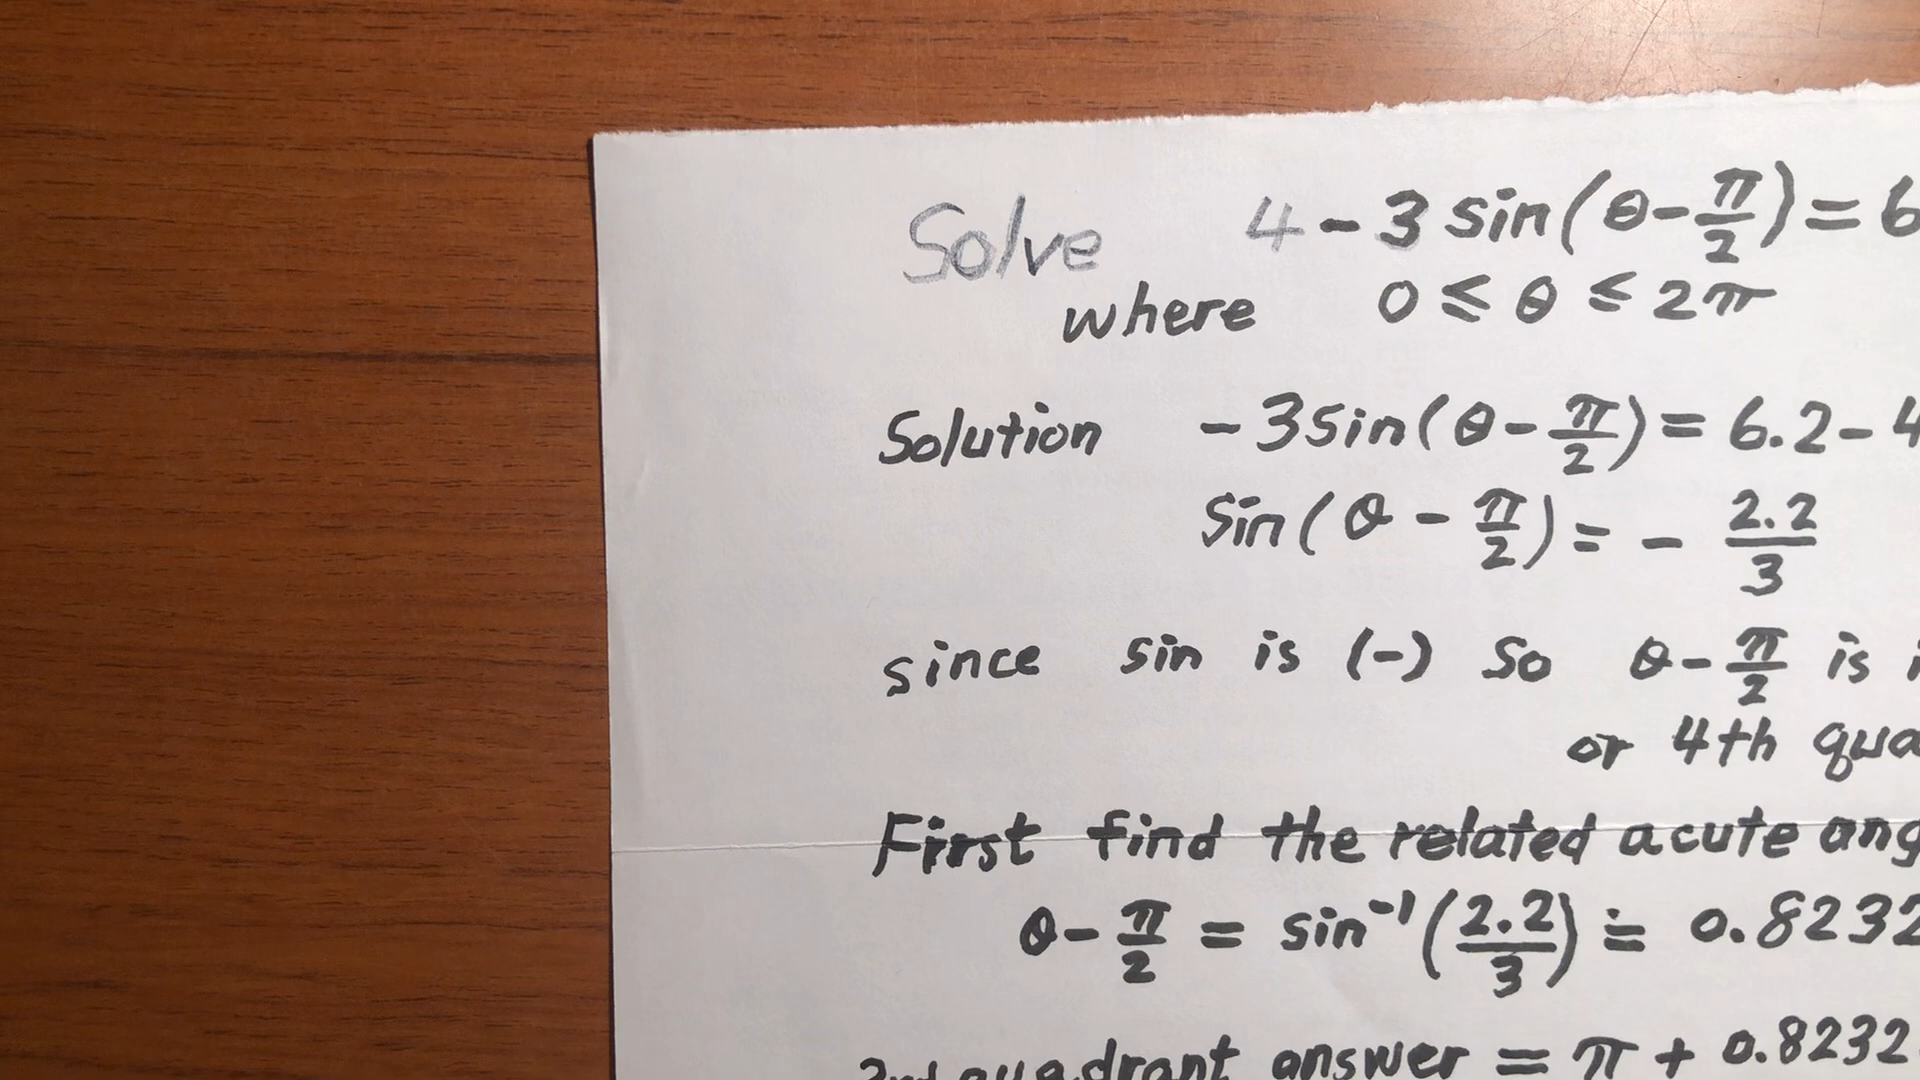 Solve 4 - 3 sin(θ - π/2) = 6
where 0 ≤ θ ≤ 2π
Solution - 3 sin(θ - π/2) = 6.2 - 4
sin(θ - π/2) = - 2.2/3
since sin is (-) so θ - π/2 is
or 4th qua
First find the related acute ang
θ - π/2 = sin⁻¹(2.2/3) ≐ 0.8232
quadrant answer = π + 0.8232